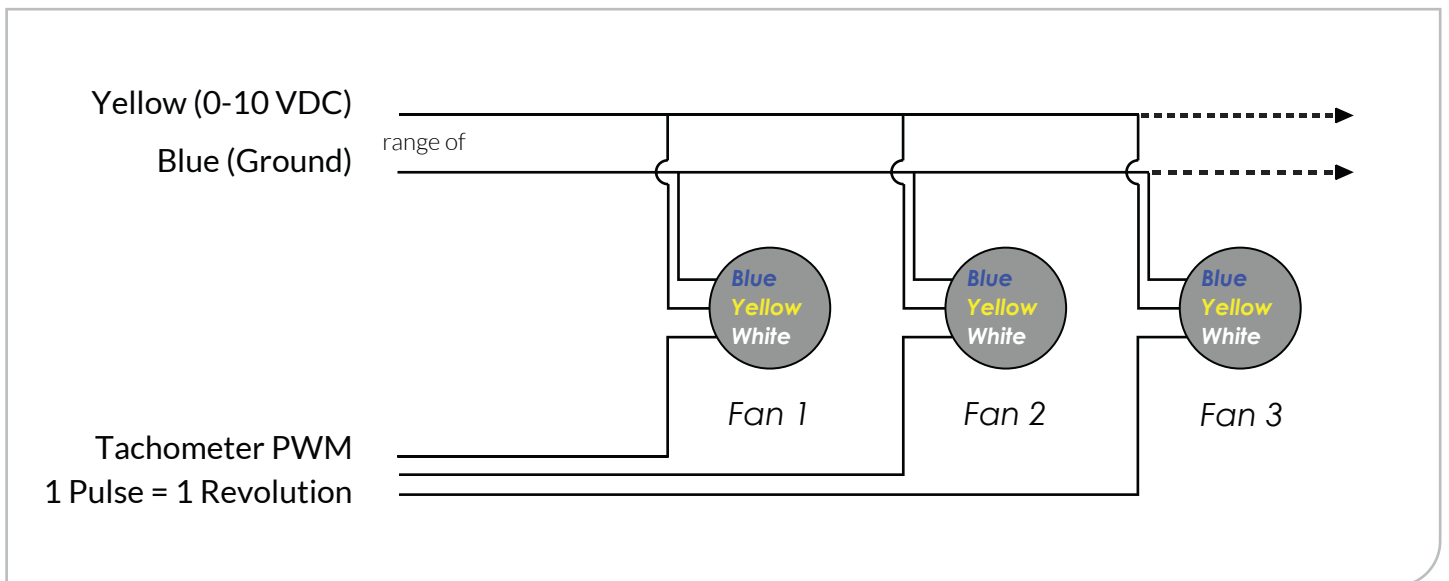 Yellow (0-10 VDC)
range of
Blue (Ground)
Blue
Yellow
White
Fan 1
Blue
Yellow
White
Fan 2
Blue
Yellow
White
Fan 3
Tachometer PWM
1 Pulse = 1 Revolution